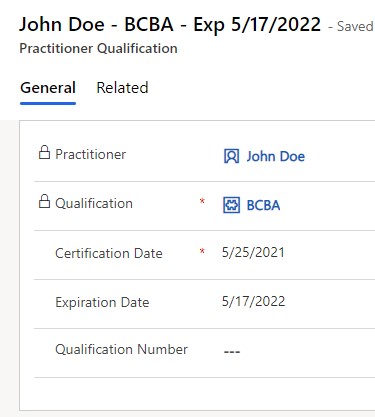 John Doe - BCBA - Exp 5/17/2022 - Saved
Practitioner Qualification
General Related
Practitioner John Doe
Qualification * BCBA
Certification Date * 5/25/2021
Expiration Date 5/17/2022
Qualification Number ---